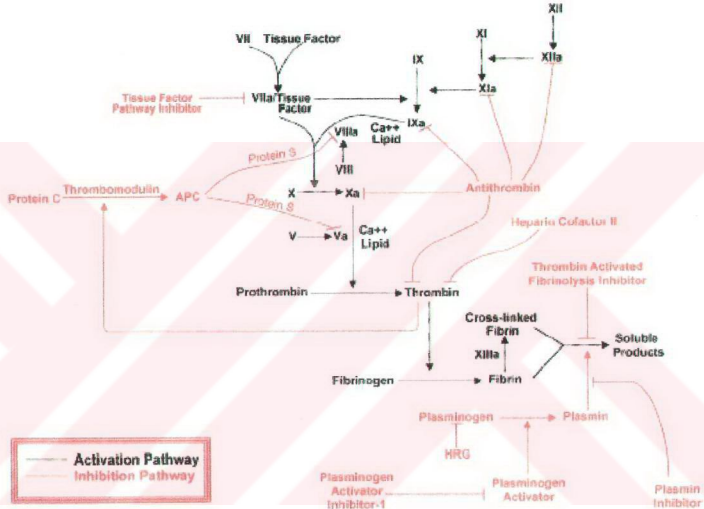 XII
VII Tissue Factor
XI
IX
XIIa
Tissue Factor
Pathway Inhibitor
VIIa/Tissue
Factor
XIa
VIIIa
Ca++
Lipid
IXa
Protein S
VIII
Protein C
Thrombomodulin
APC
X
Xa
Antithrombin
Protein S
Heparin Cofactor II
V
Va
Ca++
Lipid
Thrombin Activated
Fibrinolysis Inhibitor
Prothrombin
Thrombin
Cross-linked
Fibrin
Soluble
Products
XIIIa
Fibrinogen
Fibrin
Plasminogen
Plasmin
HRG
Activation Pathway
Inhibition Pathway
Plasminogen
Activator
Inhibitor-1
Plasminogen
Activator
Plasmin
Inhibitor